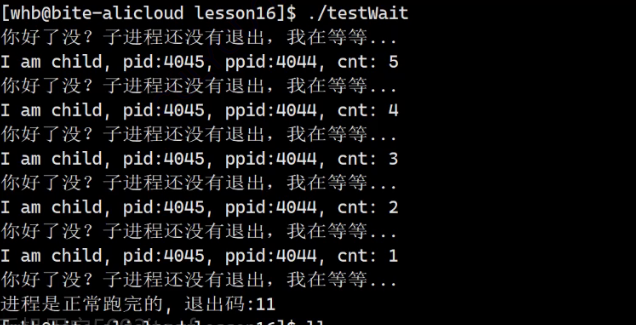 [whb@bite-alicloud lesson16]$ ./testWait
你好了没？子进程还没有退出，我在等等...
I am child, pid:4045, ppid:4044, cnt: 5
你好了没？子进程还没有退出，我在等等...
I am child, pid:4045, ppid:4044, cnt: 4
你好了没？子进程还没有退出，我在等等...
I am child, pid:4045, ppid:4044, cnt: 3
你好了没？子进程还没有退出，我在等等...
I am child, pid:4045, ppid:4044, cnt: 2
你好了没？子进程还没有退出，我在等等...
I am child, pid:4045, ppid:4044, cnt: 1
你好了没？子进程还没有退出，我在等等...
进程是正常跑完的, 退出码:11